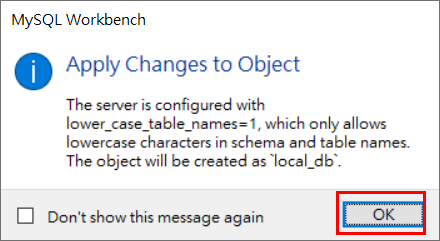 MySQL Workbench
Apply Changes to Object
The server is configured with
lower_case_table_names=1, which only allows
lowercase characters in schema and table names.
The object will be created as `local_db`.
Don't show this message again
OK